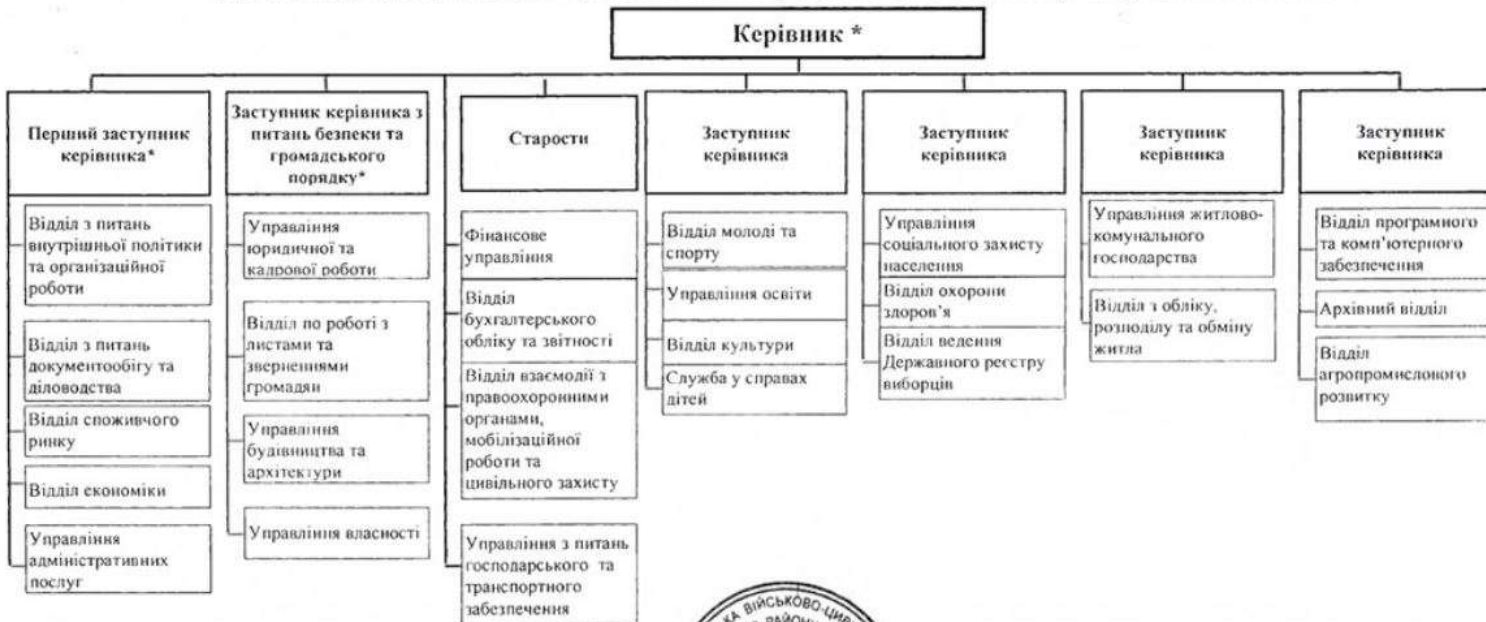 Керівник *
Перший заступник
керівника*
Відділ з питань
внутрішньої політики
та організаційної
роботи
Відділ з питань
документообігу та
діловодства
Відділ споживчого
ринку
Відділ економіки
Управління
адміністративних
послуг
Заступник керівника з
питань безпеки та
громадського
порядку*
Управління
юридичної та
кадрової роботи
Відділ по роботі з
листами та
зверненнями
громадян
Управління
будівництва та
архітектури
Управління власності
Старости
Фінансове
управління
Відділ
бухгалтерського
обліку та звітності
Відділ взаємодії з
правоохоронними
органами,
мобілізаційної
роботи та
цивільного захисту
Управління з питань
господарського та
транспортного
забезпечення
Заступник
керівника
Відділ молоді та
спорту
Управління освіти
Відділ культури
Служба у справах
дітей
Заступник
керівника
Управління
соціального захисту
населення
Відділ охорони
здоров'я
Відділ ведення
Державного реєстру
виборців
Заступник
керівника
Управління житлово-
комунального
господарства
Відділ з обліку,
розподілу та обміну
житла
Заступник
керівника
Відділ програмного
та комп'ютерного
забезпечення
Архівний відділ
Відділ
агропромислового
розвитку
ВІЙСЬКОВО-ЦИВ
РАЙОНУ